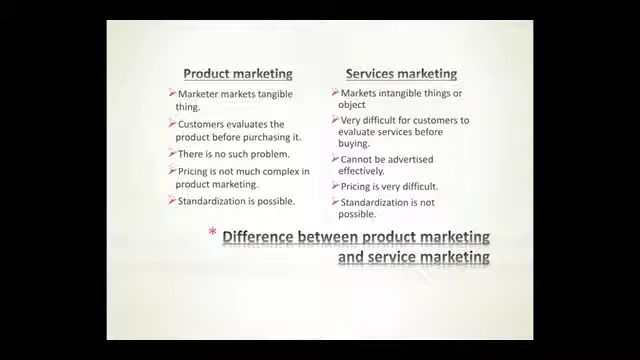 Product marketing
Marketer markets tangible
thing.
Customers evaluates the
product before purchasing it.
There is no such problem.
Pricing is not much complex in
product marketing.
Standardization is possible.
Services marketing
Markets intangible things or
object
Very difficult for customers to
evaluate services before
buying.
Cannot be advertised
effectively.
Pricing is very difficult.
Standardization is not
possible.
* Difference between product marketing
and service marketing